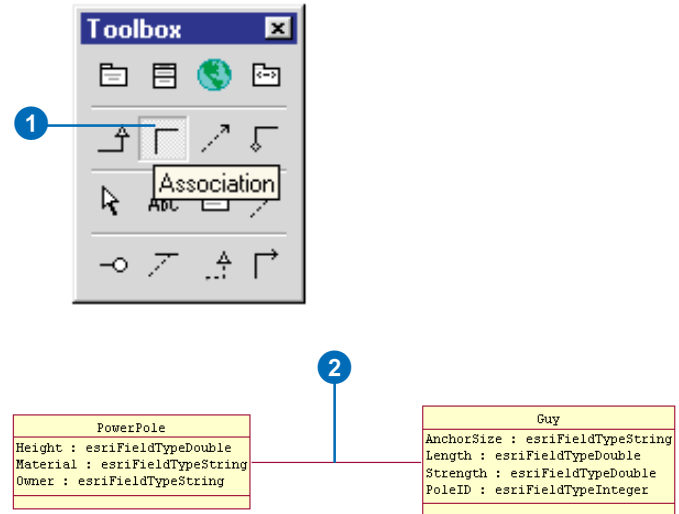 Toolbox
1
Association
ABC
2
PowerPole
Height : esriFieldTypeDouble
Material : esriFieldTypeString
Owner : esriFieldTypeString
Guy
AnchorSize : esriFieldTypeString
Length : esriFieldTypeDouble
Strength : esriFieldTypeDouble
PoleID : esriFieldTypeInteger